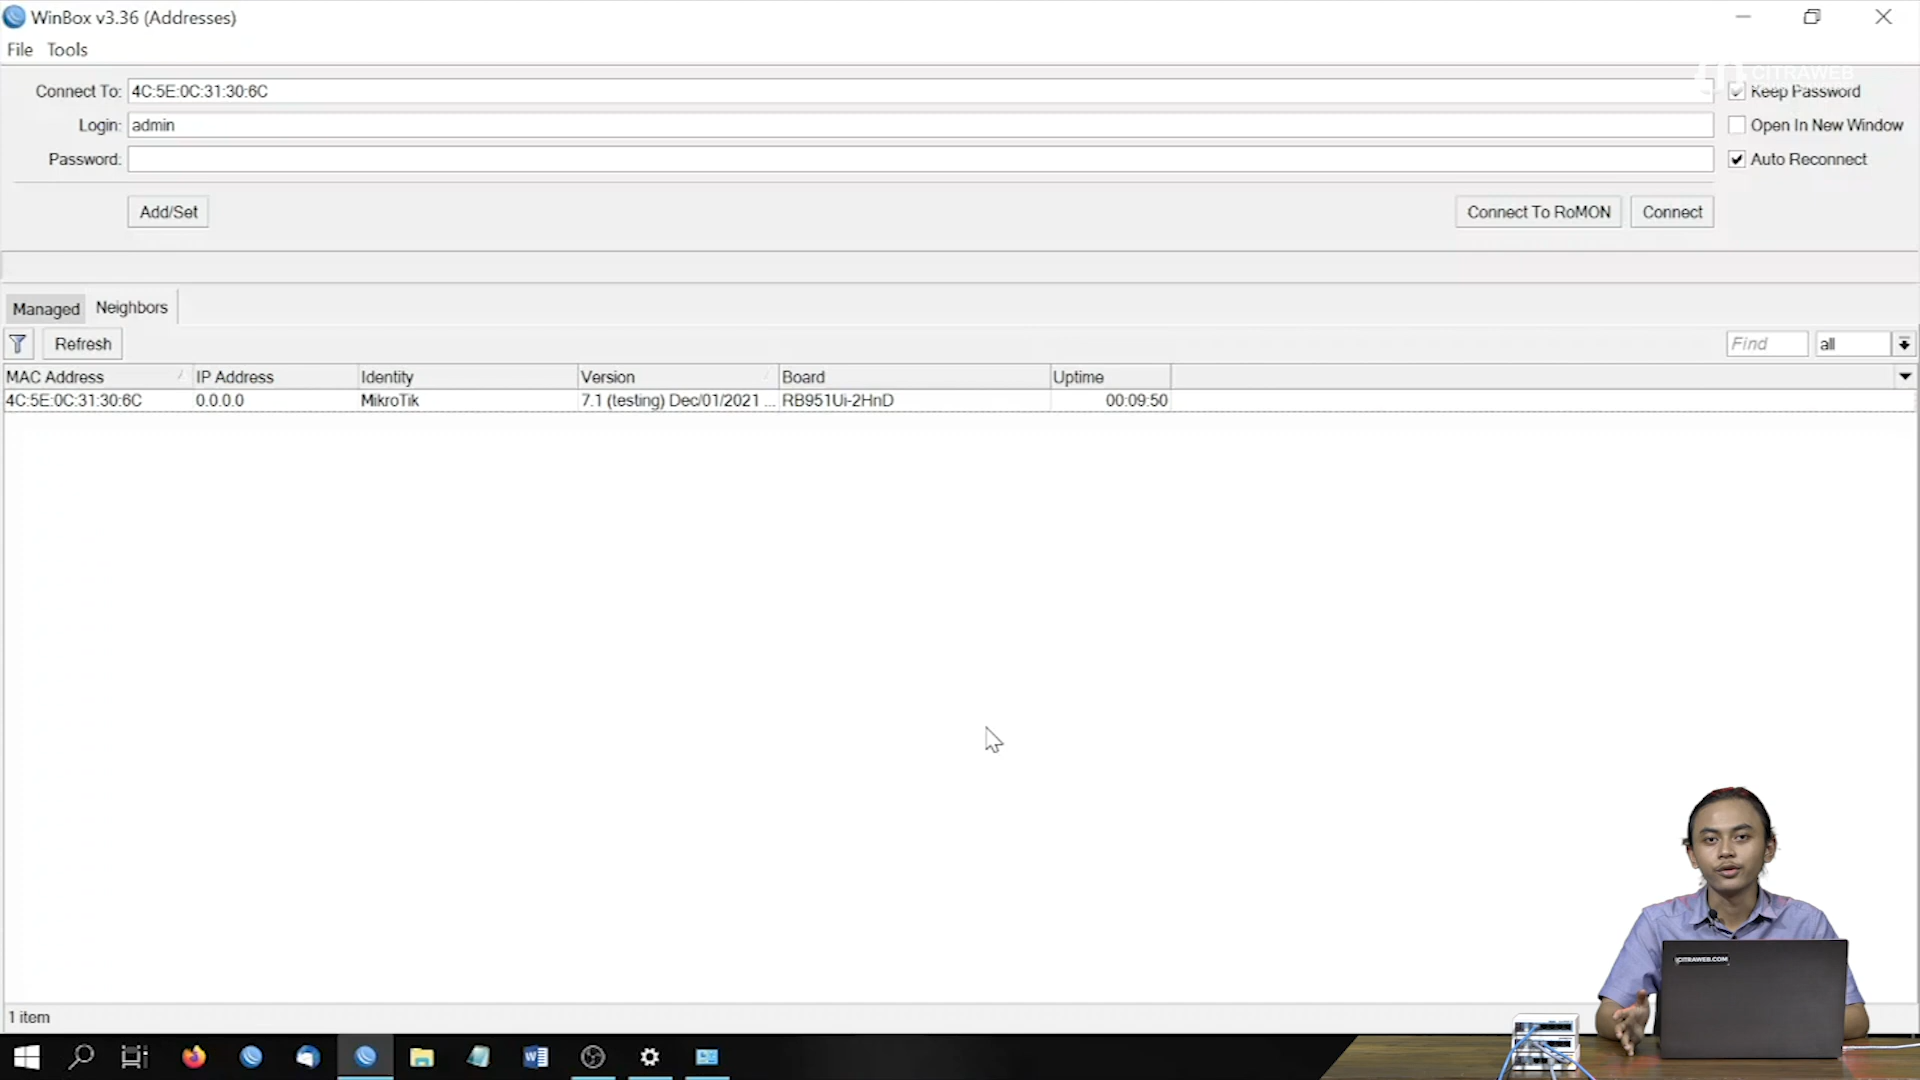 WinBox v3.36 (Addresses)
File Tools
CITRAWEB
Connect To: 4C:5E:0C:31:30:6C
Keep Password
Login: admin
Open In New Window
Password:
Auto Reconnect
Add/Set
Connect To RoMON
Connect
Managed Neighbors
Refresh
Find
all
MAC Address IP Address Identity Version Board Uptime
4C:5E:0C:31:30:6C 0.0.0.0 MikroTik 7.1 (testing) Dec/01/2021 ... RB951Ui-2HnD 00:09:50
CITRAWEB.COM
1 item